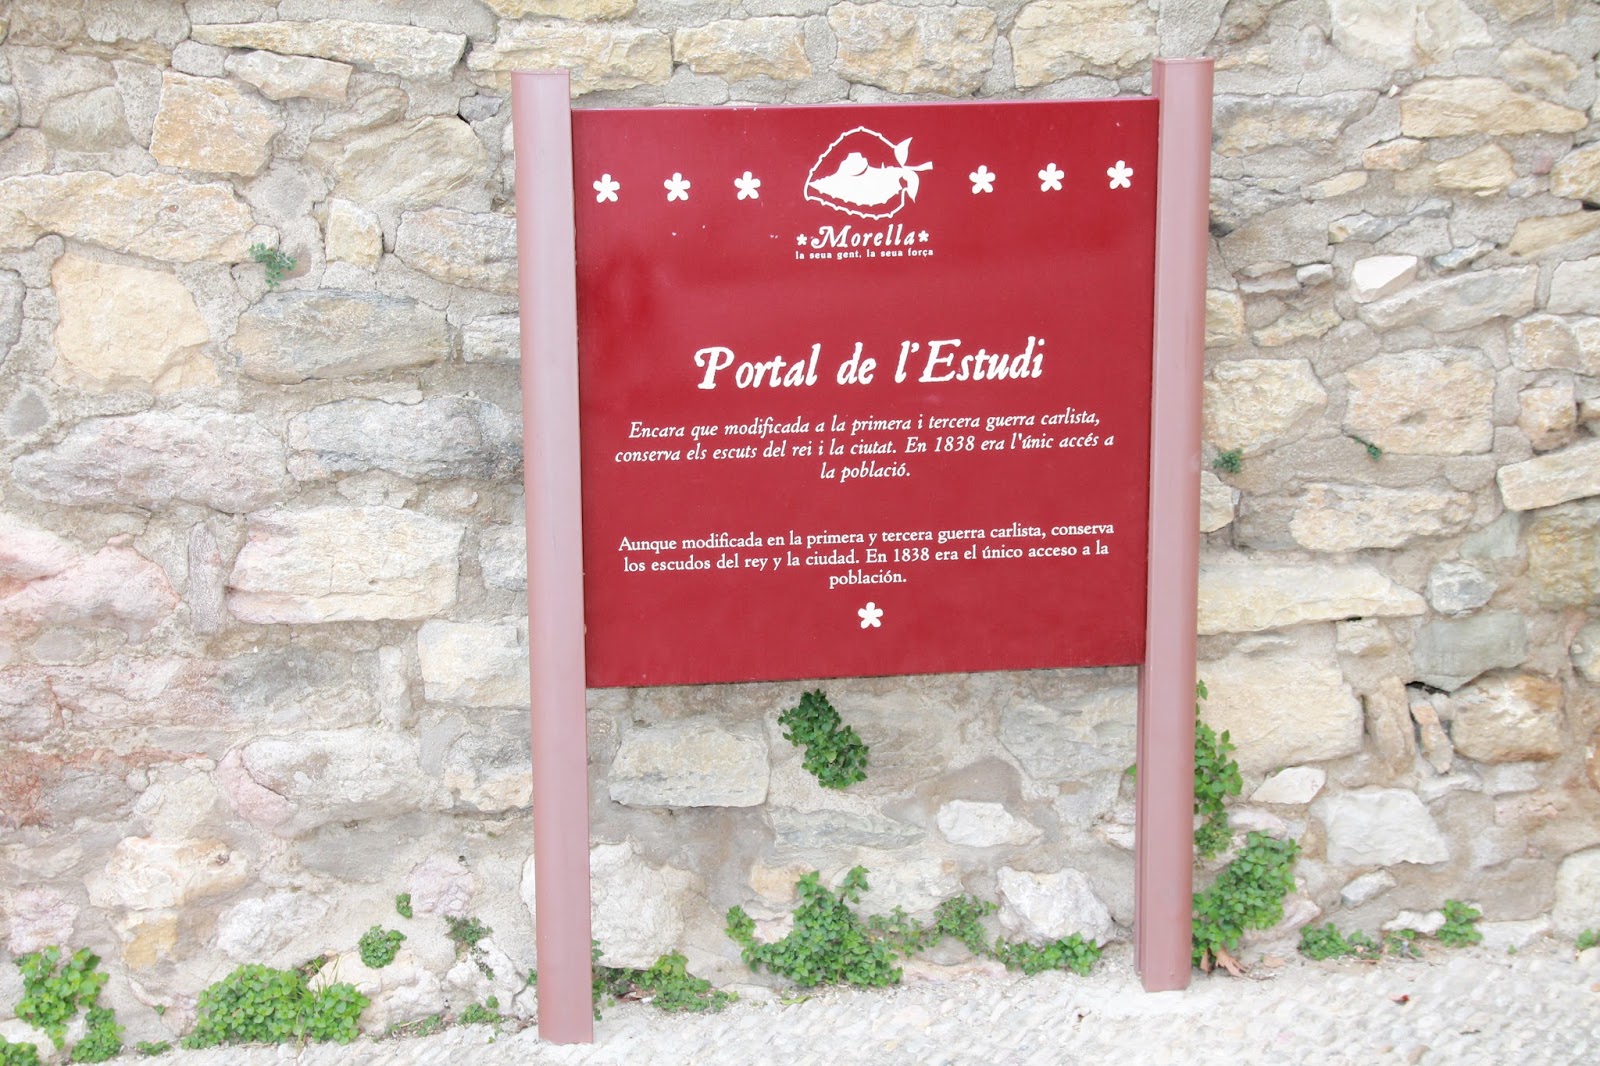 *Morella*
la seua gent, la seua força
Portal de l'Estudi
Encara que modificada a la primera i tercera guerra carlista,
conserva els escuts del rei i la ciutat. En 1838 era l'únic accés a
la població.
Aunque modificada en la primera y tercera guerra carlista, conserva
los escudos del rey y la ciudad. En 1838 era el único acceso a la
población.